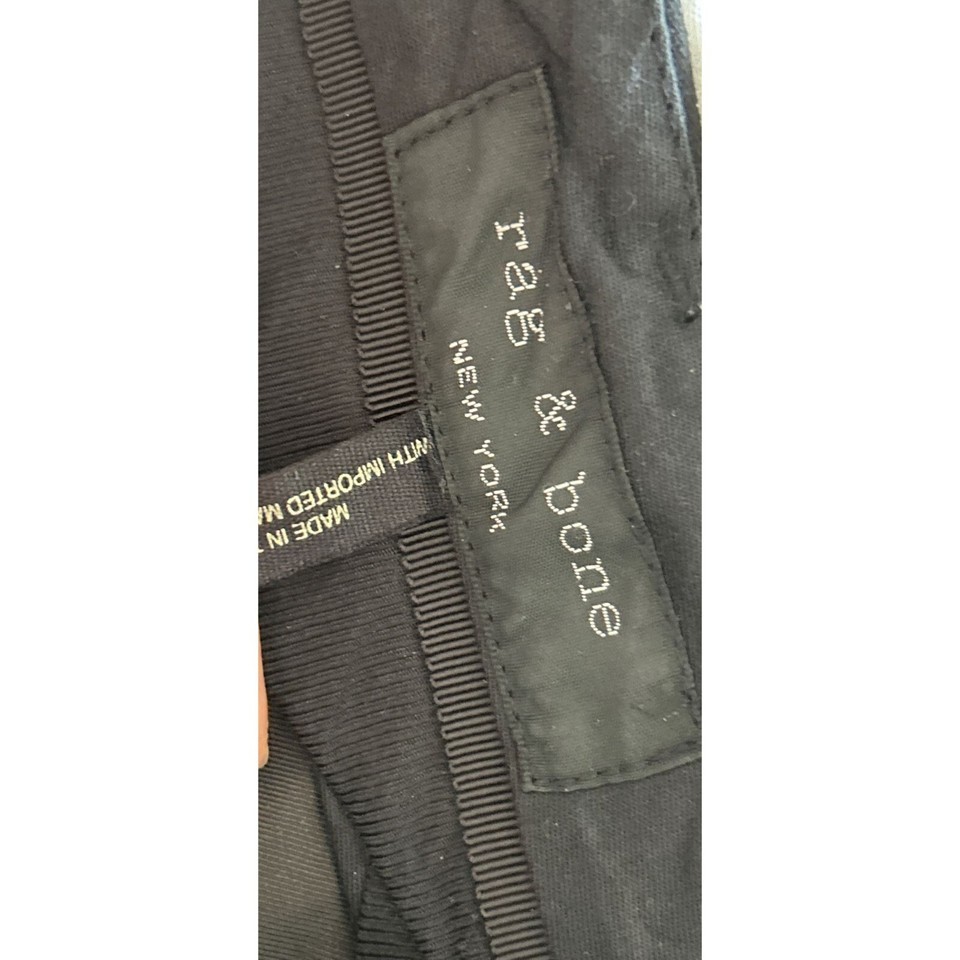 rag & bone
NEW YORK
MADE IN
WITH IMPORTED